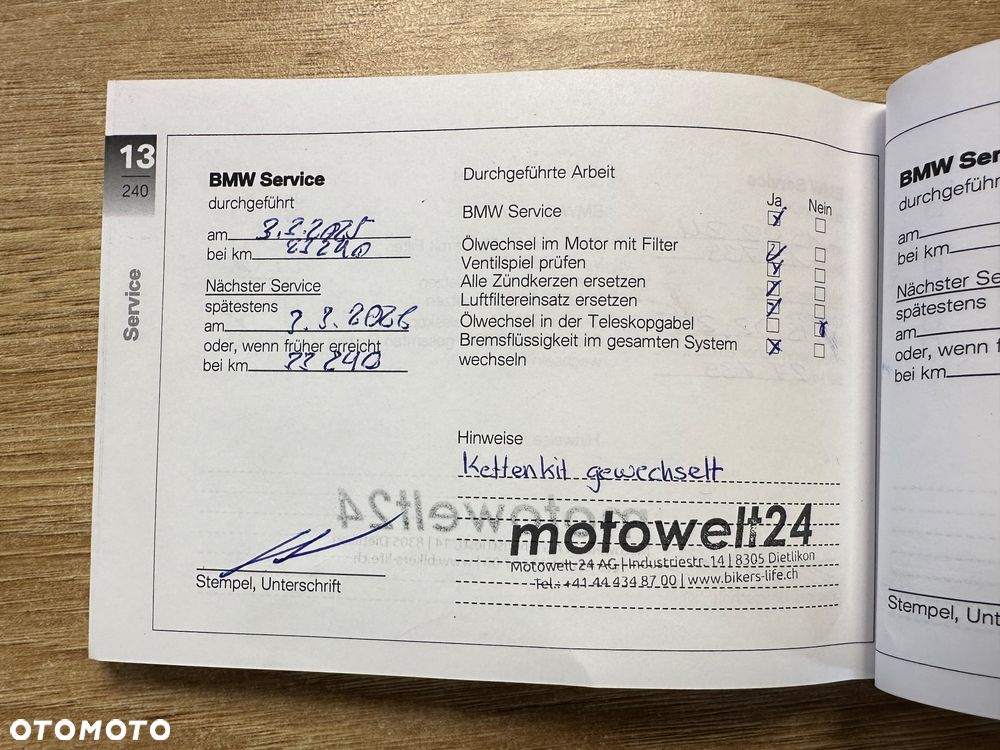 13
240
Service
BMW Service
durchgeführt
am 3.3.2025
bei km 23240
Nächster Service
spätestens
am 3.3.2026
oder, wenn früher erreicht
bei km 33 240
Stempel, Unterschrift
Durchgeführte Arbeit
Ja Nein
BMW Service
Ölwechsel im Motor mit Filter
Ventilspiel prüfen
Alle Zündkerzen ersetzen
Luftfiltereinsatz ersetzen
Ölwechsel in der Teleskopgabel
Bremsflüssigkeit im gesamten System
wechseln
Hinweise
Kettenkit gewechselt
motowelt24
Motowelt 24 AG | Industriestr. 14 | 8305 Dietlikon
Tel.: +41 44 434 87 00 | www.bikers-life.ch
BMW Ser
durchgeführ
am
bei km
Nächster Se
spätestens
am
oder, wenn f
bei km
Stempel, Unt
OTOMOTO